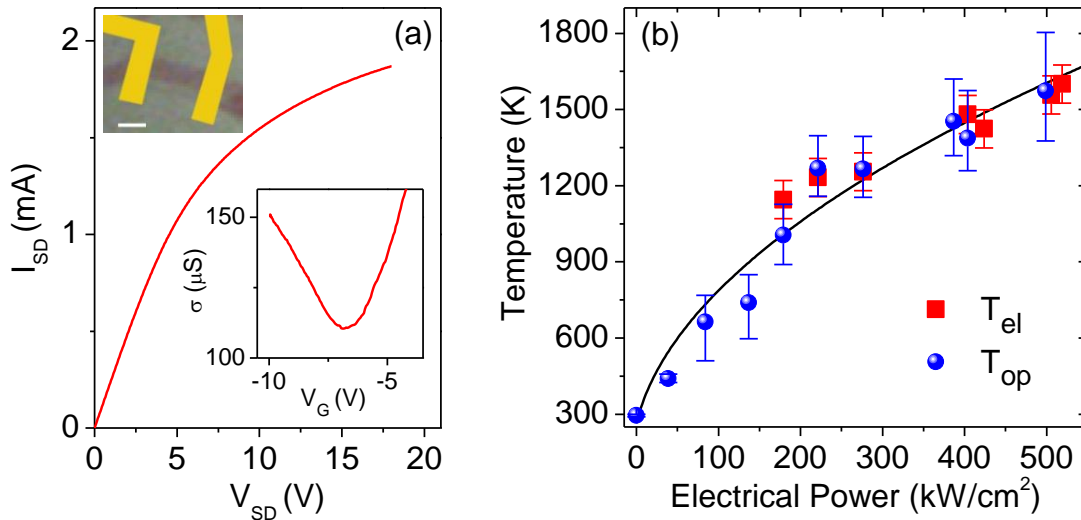 (a)
2
1
0
I_SD (mA)
0 5 10 15 20
V_SD (V)
150
100
σ (μS)
-10 -5
V_G (V)
(b)
1800
1500
1200
900
600
300
Temperature (K)
T_el
T_op
0 100 200 300 400 500
Electrical Power (kW/cm²)